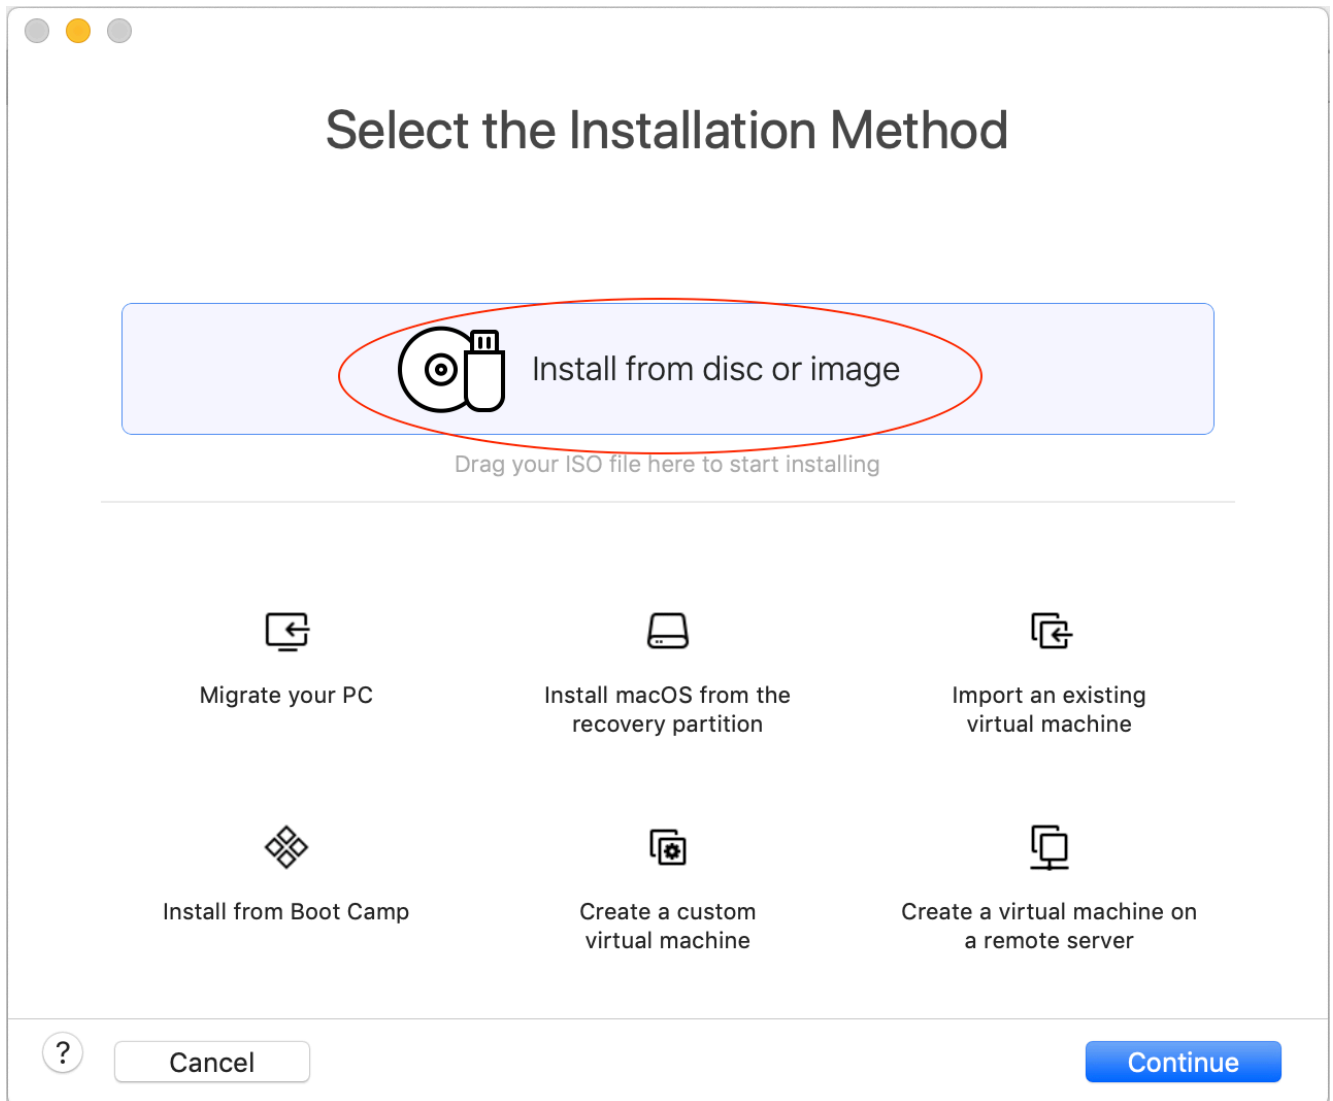 Select the Installation Method
Install from disc or image
Drag your ISO file here to start installing
Migrate your PC
Install macOS from the
recovery partition
Import an existing
virtual machine
Install from Boot Camp
Create a custom
virtual machine
Create a virtual machine on
a remote server
?
Cancel
Continue